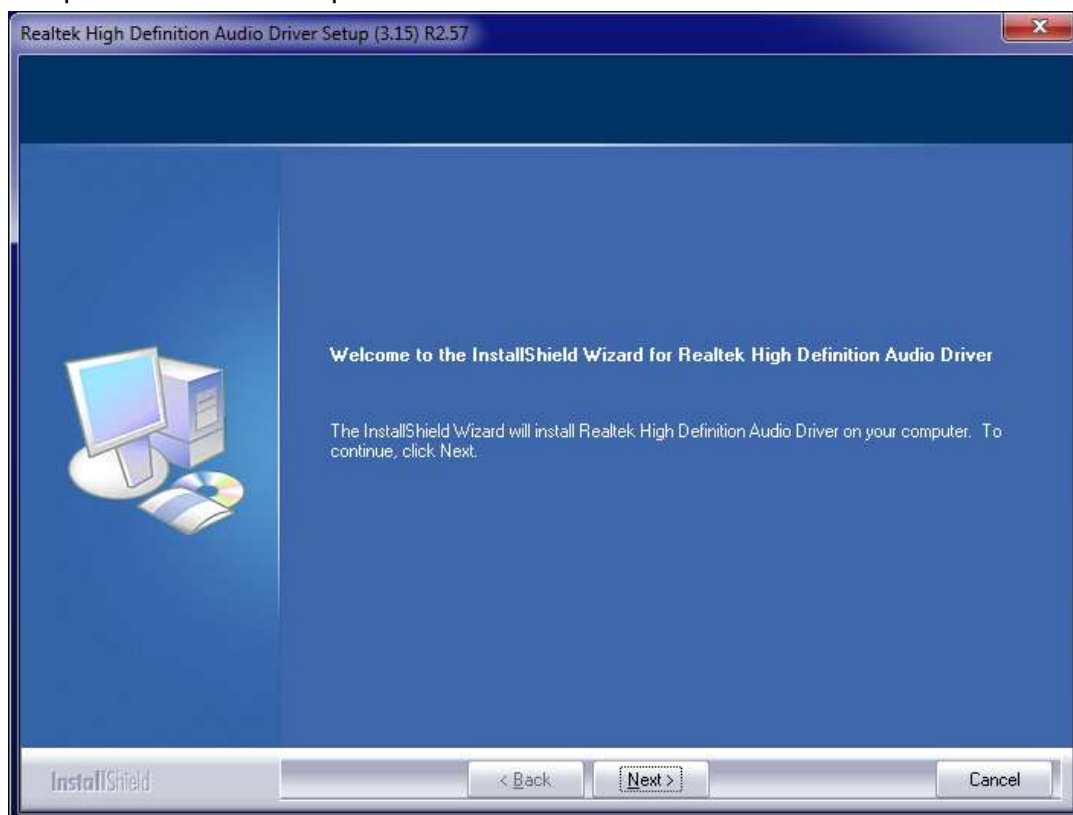 Realtek High Definition Audio Driver Setup (3.15) R2.57
Welcome to the InstallShield Wizard for Realtek High Definition Audio Driver
The InstallShield Wizard will install Realtek High Definition Audio Driver on your computer. To
continue, click Next.
InstallShield
< Back
Next >
Cancel